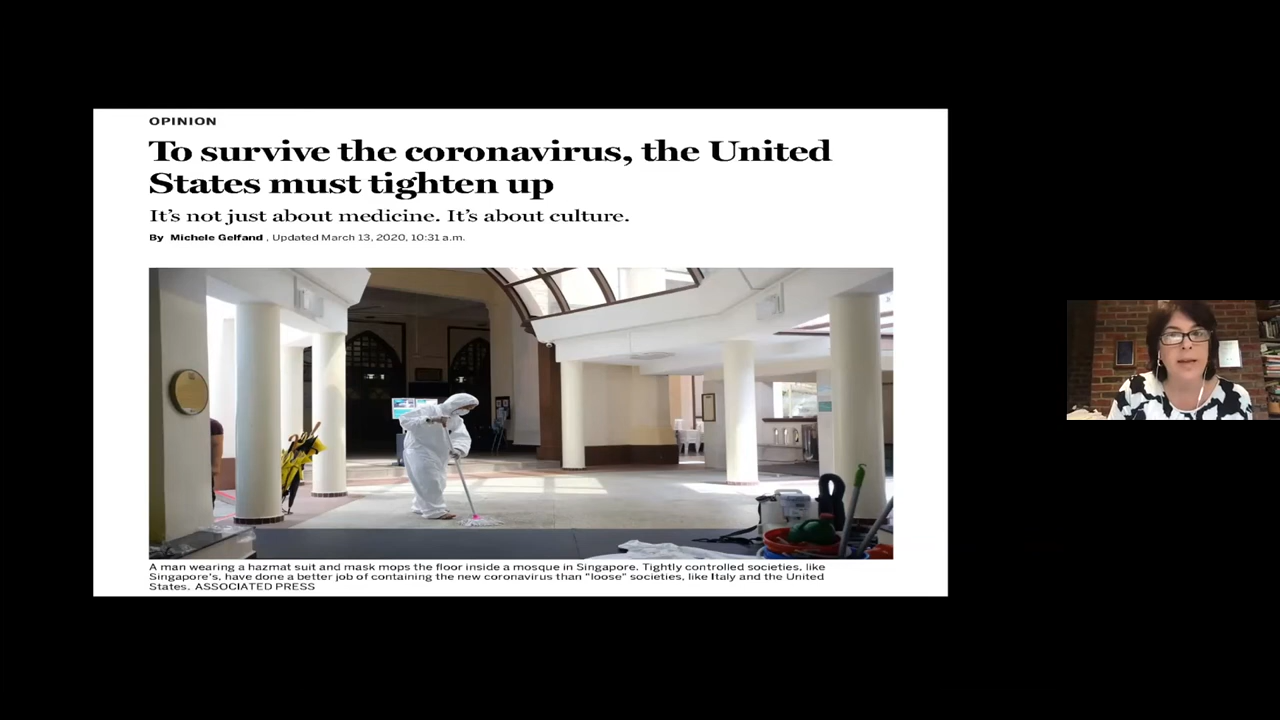 OPINION
To survive the coronavirus, the United
States must tighten up
It's not just about medicine. It's about culture.
By Michele Gelfand , Updated March 13, 2020, 10:31 a.m.
A man wearing a hazmat suit and mask mops the floor inside a mosque in Singapore. Tightly controlled societies, like
Singapore's, have done a better job of containing the new coronavirus than "loose" societies, like Italy and the United
States. ASSOCIATED PRESS